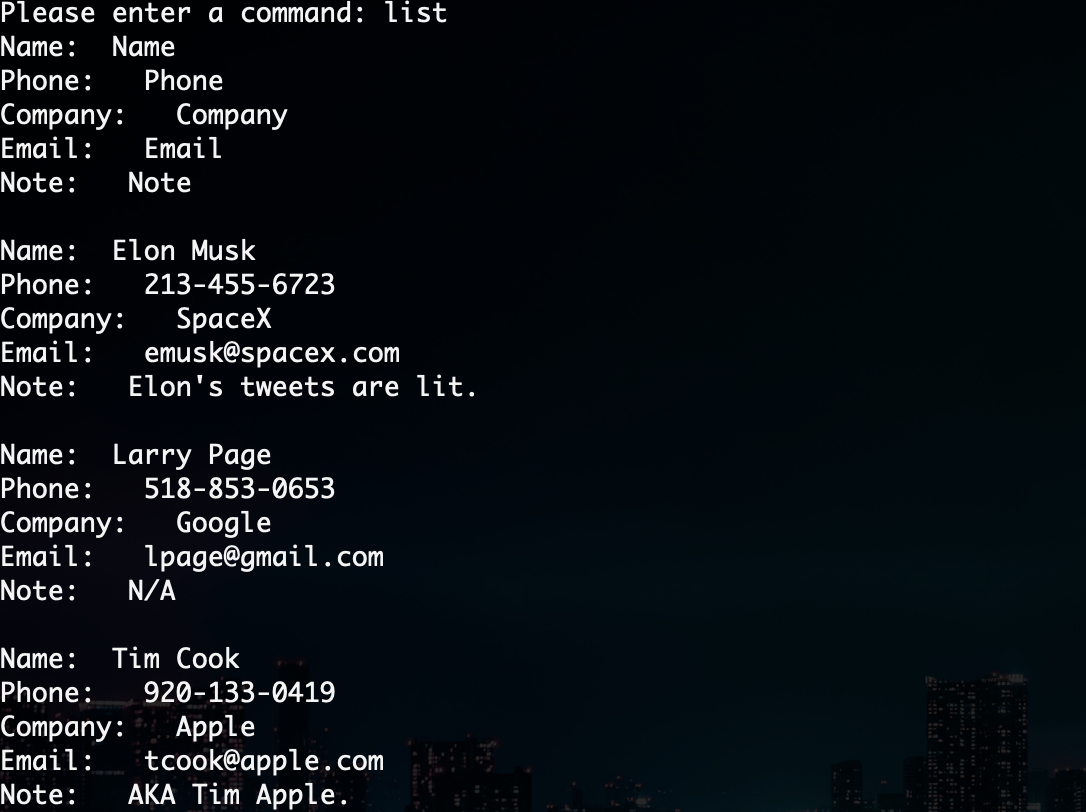 Please enter a command: list
Name:  Name
Phone:   Phone
Company:   Company
Email:   Email
Note:   Note

Name:  Elon Musk
Phone:   213-455-6723
Company:   SpaceX
Email:   emusk@spacex.com
Note:   Elon's tweets are lit.

Name:  Larry Page
Phone:   518-853-0653
Company:   Google
Email:   lpage@gmail.com
Note:   N/A

Name:  Tim Cook
Phone:   920-133-0419
Company:   Apple
Email:   tcook@apple.com
Note:   AKA Tim Apple.